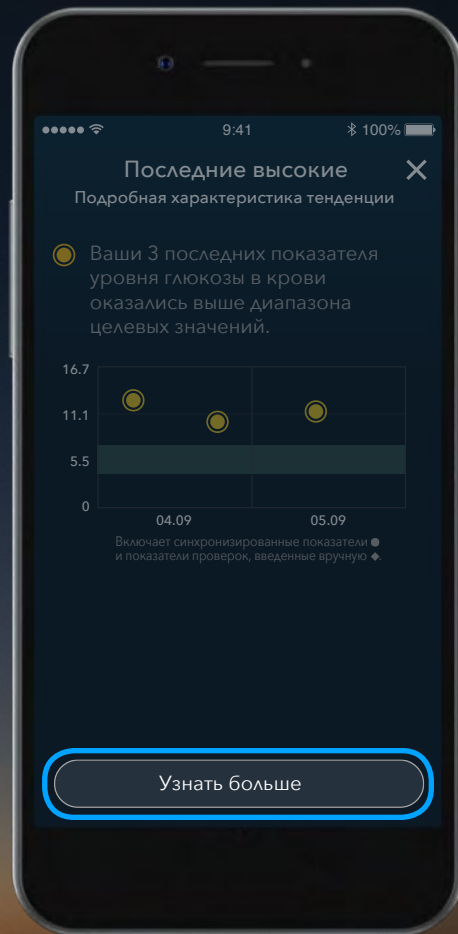 9:41
100%
Последние высокие
Подробная характеристика тенденции
Ваши 3 последних показателя
уровня глюкозы в крови
оказались выше диапазона
целевых значений.
16.7
11.1
5.5
0
04.09
05.09
Включает синхронизированные показатели
и показатели проверок, введенные вручную .
Узнать больше